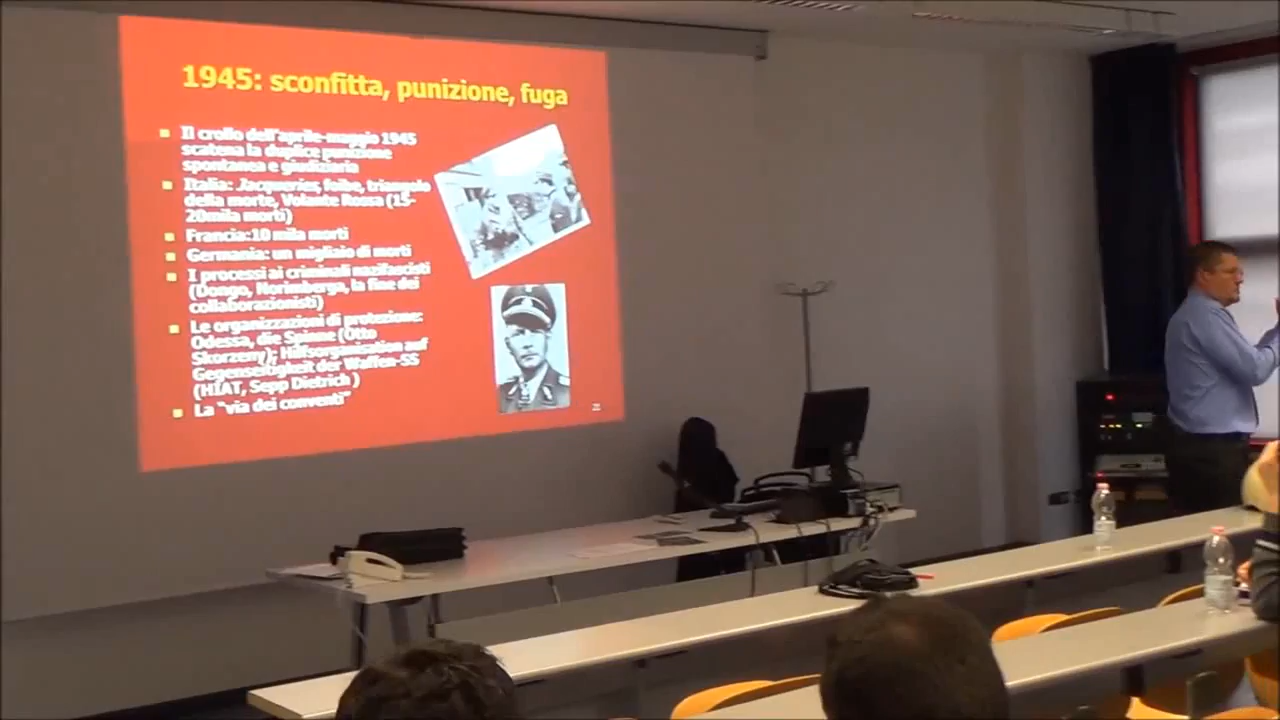 1945: sconfitta, punizione, fuga
Il crollo dell'aprile-maggio 1945
scatena la duplice punizione
spontanea e giudiziaria
Italia: Jacqueries, foibe, triangolo
della morte, Volante Rossa (15-
20mila morti)
Francia:10 mila morti
Germania: un migliaio di morti
I processi ai criminali nazifascisti
(Dongo, Norimberga, la fine dei
collaborazionisti)
Le organizzazioni di protezione:
Odessa, die Spinne (Otto
Skorzeny); Hilfsorganisation auf
Gegenseitigkeit der Waffen-SS
(HIAT, Sepp Dietrich )
La "via dei conventi"